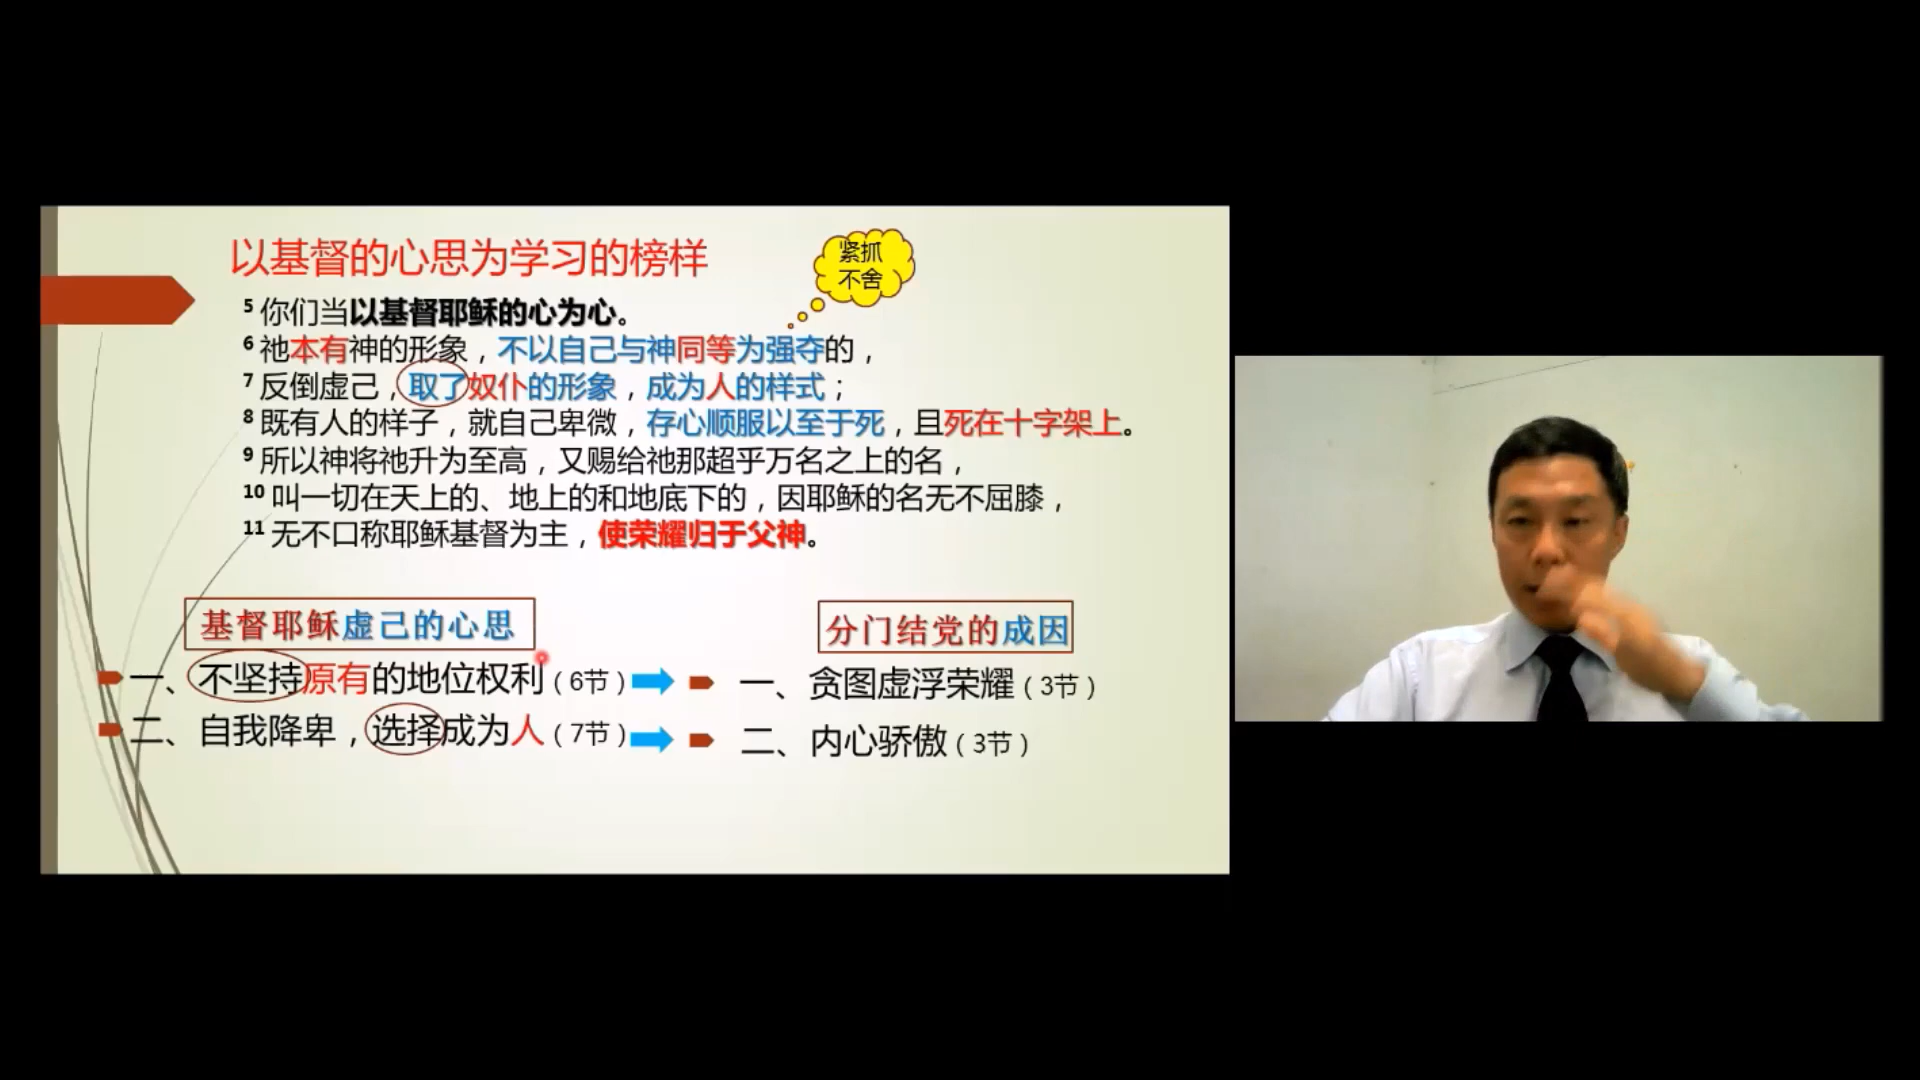 以基督的心思为学习的榜样
紧抓
不舍
5 你们当以基督耶稣的心为心。
6 祂本有神的形象，不以自己与神同等为强夺的，
7 反倒虚己，取了奴仆的形象，成为人的样式；
8 既有人的样子，就自己卑微，存心顺服以至于死，且死在十字架上。
9 所以神将祂升为至高，又赐给祂那超乎万名之上的名，
10 叫一切在天上的、地上的和地底下的，因耶稣的名无不屈膝，
11 无不口称耶稣基督为主，使荣耀归于父神。
基督耶稣虚己的心思
一、不坚持原有的地位权利（6节）
二、自我降卑，选择成为人（7节）
分门结党的成因
一、贪图虚浮荣耀（3节）
二、内心骄傲（3节）